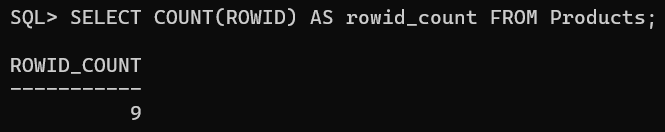 SQL> SELECT COUNT(ROWID) AS rowid_count FROM Products;
ROWID_COUNT
-----------
9